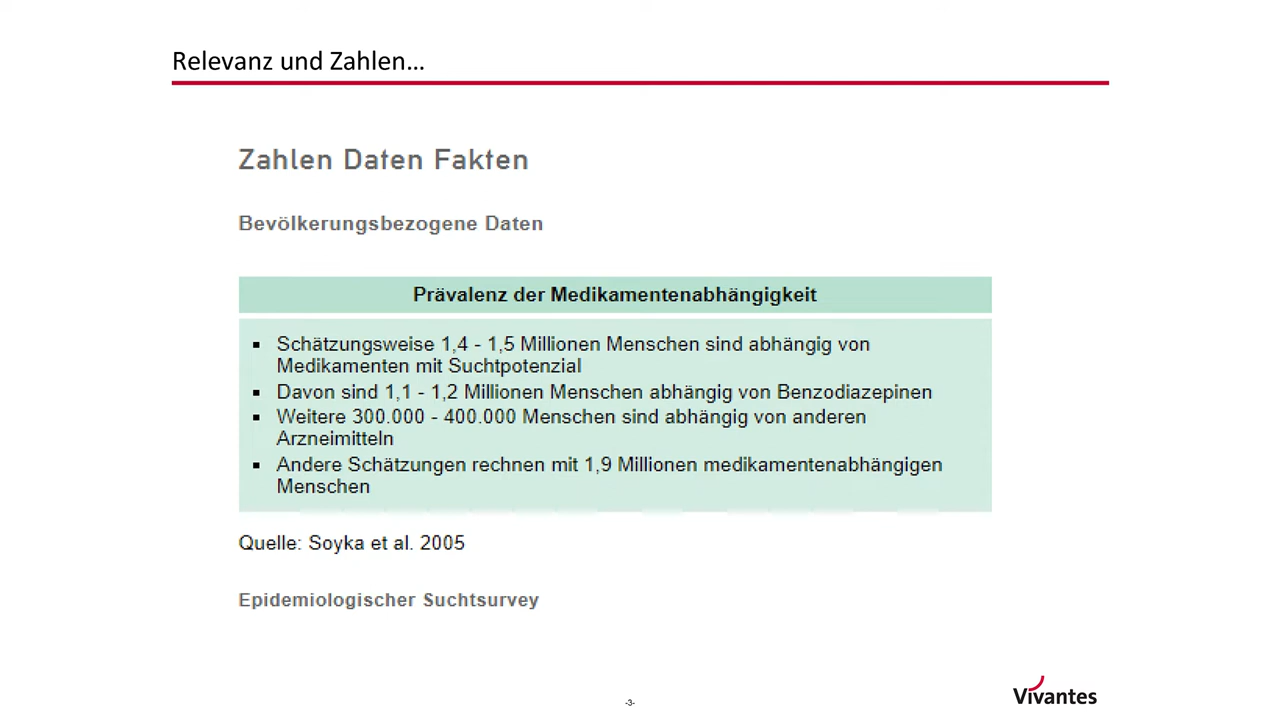 Relevanz und Zahlen…
Zahlen Daten Fakten
Bevölkerungsbezogene Daten
Prävalenz der Medikamentenabhängigkeit
▪ Schätzungsweise 1,4 - 1,5 Millionen Menschen sind abhängig von
Medikamenten mit Suchtpotenzial
▪ Davon sind 1,1 - 1,2 Millionen Menschen abhängig von Benzodiazepinen
▪ Weitere 300.000 - 400.000 Menschen sind abhängig von anderen
Arzneimitteln
▪ Andere Schätzungen rechnen mit 1,9 Millionen medikamentenabhängigen
Menschen
Quelle: Soyka et al. 2005
Epidemiologischer Suchtsurvey
-3-
Vivantes